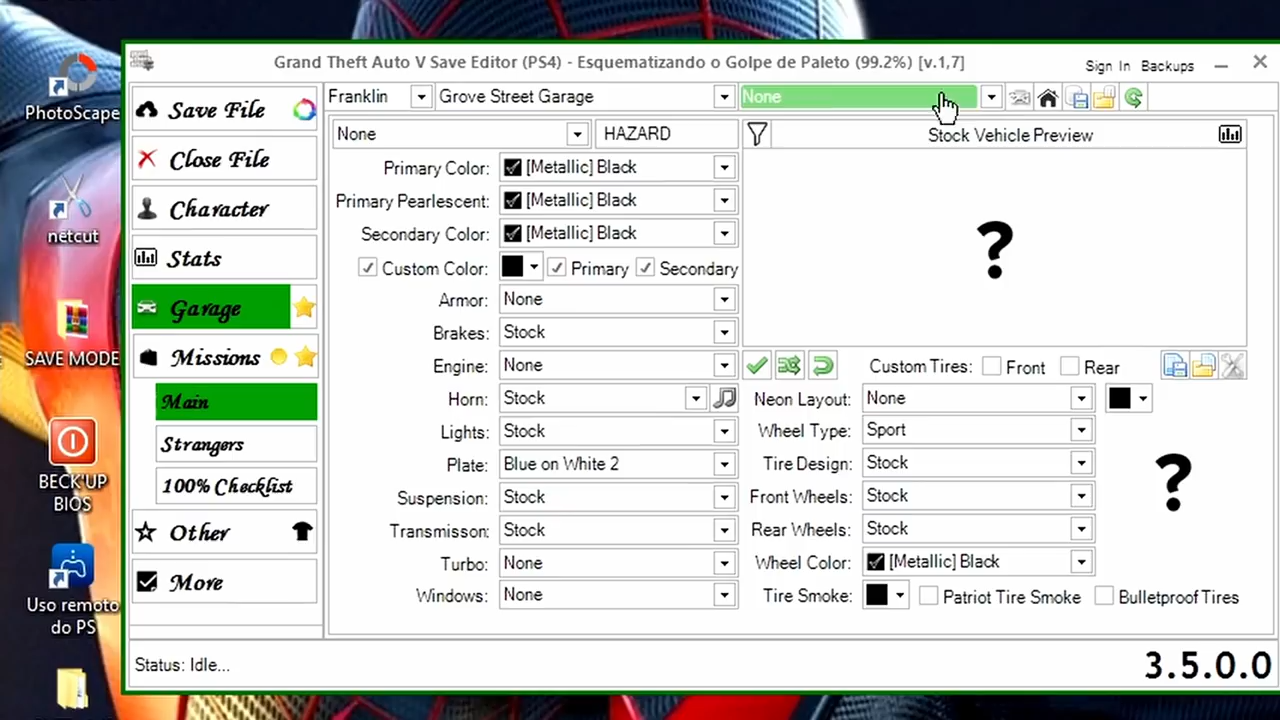 PhotoScape
netcut
SAVE MODE
BECK'UP
BIOS
Uso remoto
do PS
Grand Theft Auto V Save Editor (PS4) - Esquematizando o Golpe de Paleto (99.2%) [v.1,7]
Sign In
Backups
Save File
Close File
Character
Stats
Garage
Missions
Main
Strangers
100% Checklist
Other
More
Franklin
Grove Street Garage
None
None
HAZARD
Stock Vehicle Preview
Primary Color: [Metallic] Black
Primary Pearlescent: [Metallic] Black
Secondary Color: [Metallic] Black
Custom Color: Primary Secondary
Armor: None
Brakes: Stock
Engine: None
Horn: Stock
Lights: Stock
Plate: Blue on White 2
Suspension: Stock
Transmisson: Stock
Turbo: None
Windows: None
?
Custom Tires: Front Rear
Neon Layout: None
Wheel Type: Sport
Tire Design: Stock
Front Wheels: Stock
Rear Wheels: Stock
Wheel Color: [Metallic] Black
Tire Smoke: Patriot Tire Smoke Bulletproof Tires
?
Status: Idle...
3.5.0.0